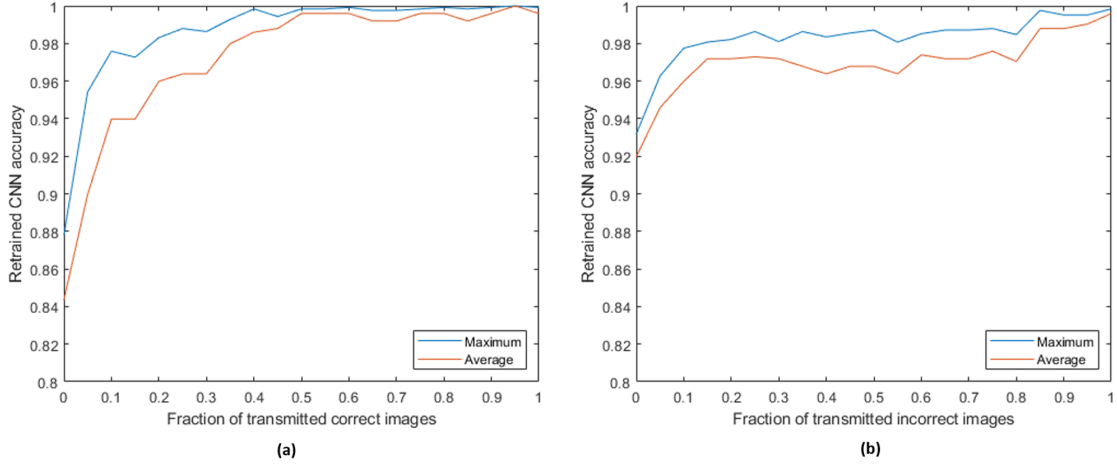 1
0.98
0.96
0.94
0.92
0.9
0.88
0.86
0.84
0.82
0.8
Retrained CNN accuracy
Maximum
Average
0 0.1 0.2 0.3 0.4 0.5 0.6 0.7 0.8 0.9 1
Fraction of transmitted correct images
(a)
1
0.98
0.96
0.94
0.92
0.9
0.88
0.86
0.84
0.82
0.8
Retrained CNN accuracy
Maximum
Average
0 0.1 0.2 0.3 0.4 0.5 0.6 0.7 0.8 0.9 1
Fraction of transmitted incorrect images
(b)